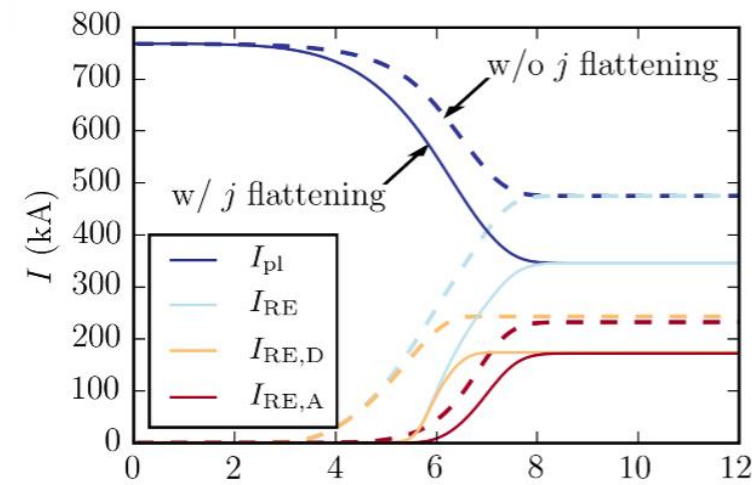 800
700
600
500
400
300
200
100
0
I (kA)
w/o j flattening
w/ j flattening
I_pl
I_RE
I_RE,D
I_RE,A
0 2 4 6 8 10 12